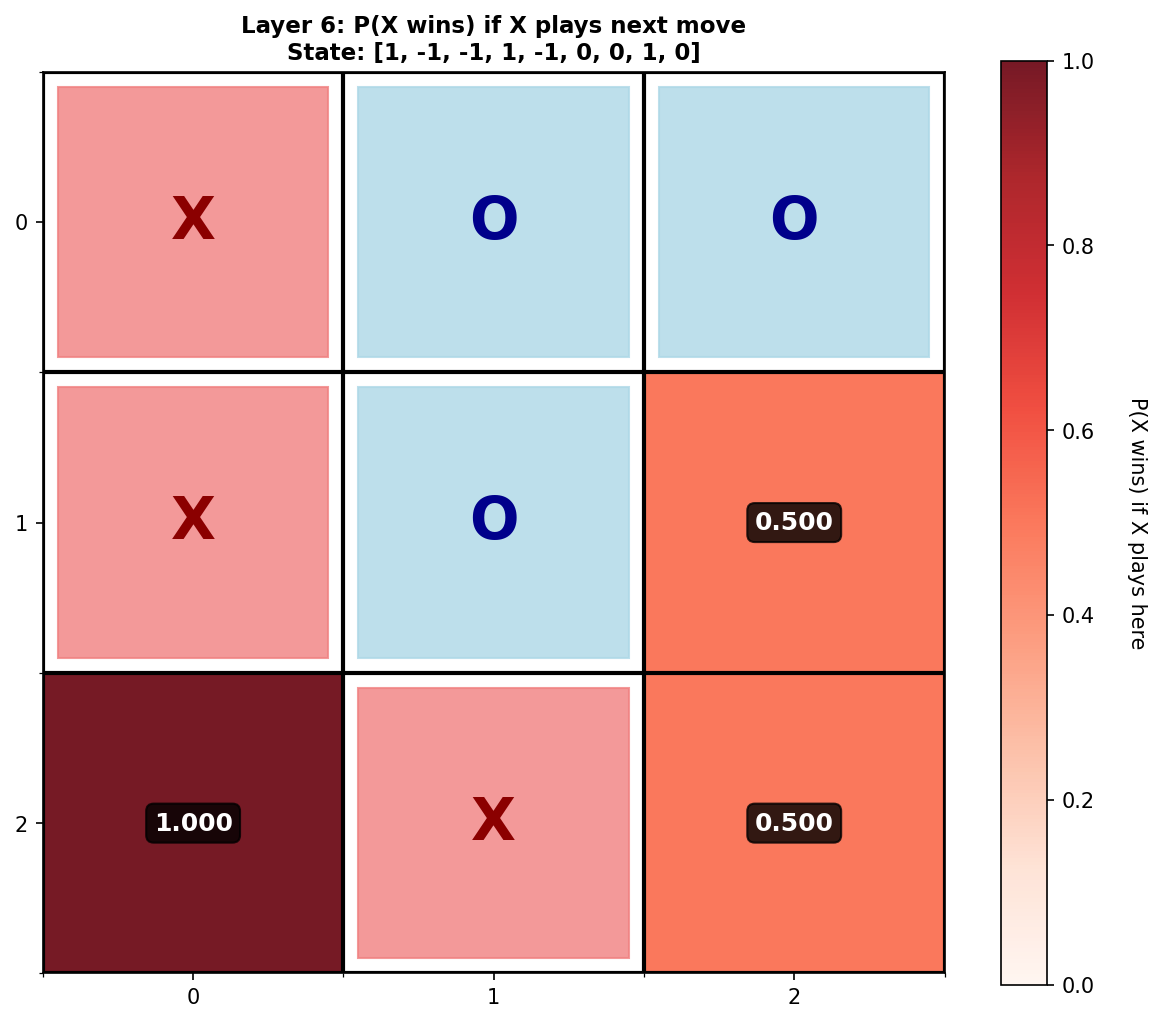 Layer 6: P(X wins) if X plays next move
State: [1, -1, -1, 1, -1, 0, 0, 1, 0]
0
X
O
O
1
X
O
0.500
2
1.000
X
0.500
0
1
2
1.0
0.8
0.6
0.4
0.2
0.0
P(X wins) if X plays here